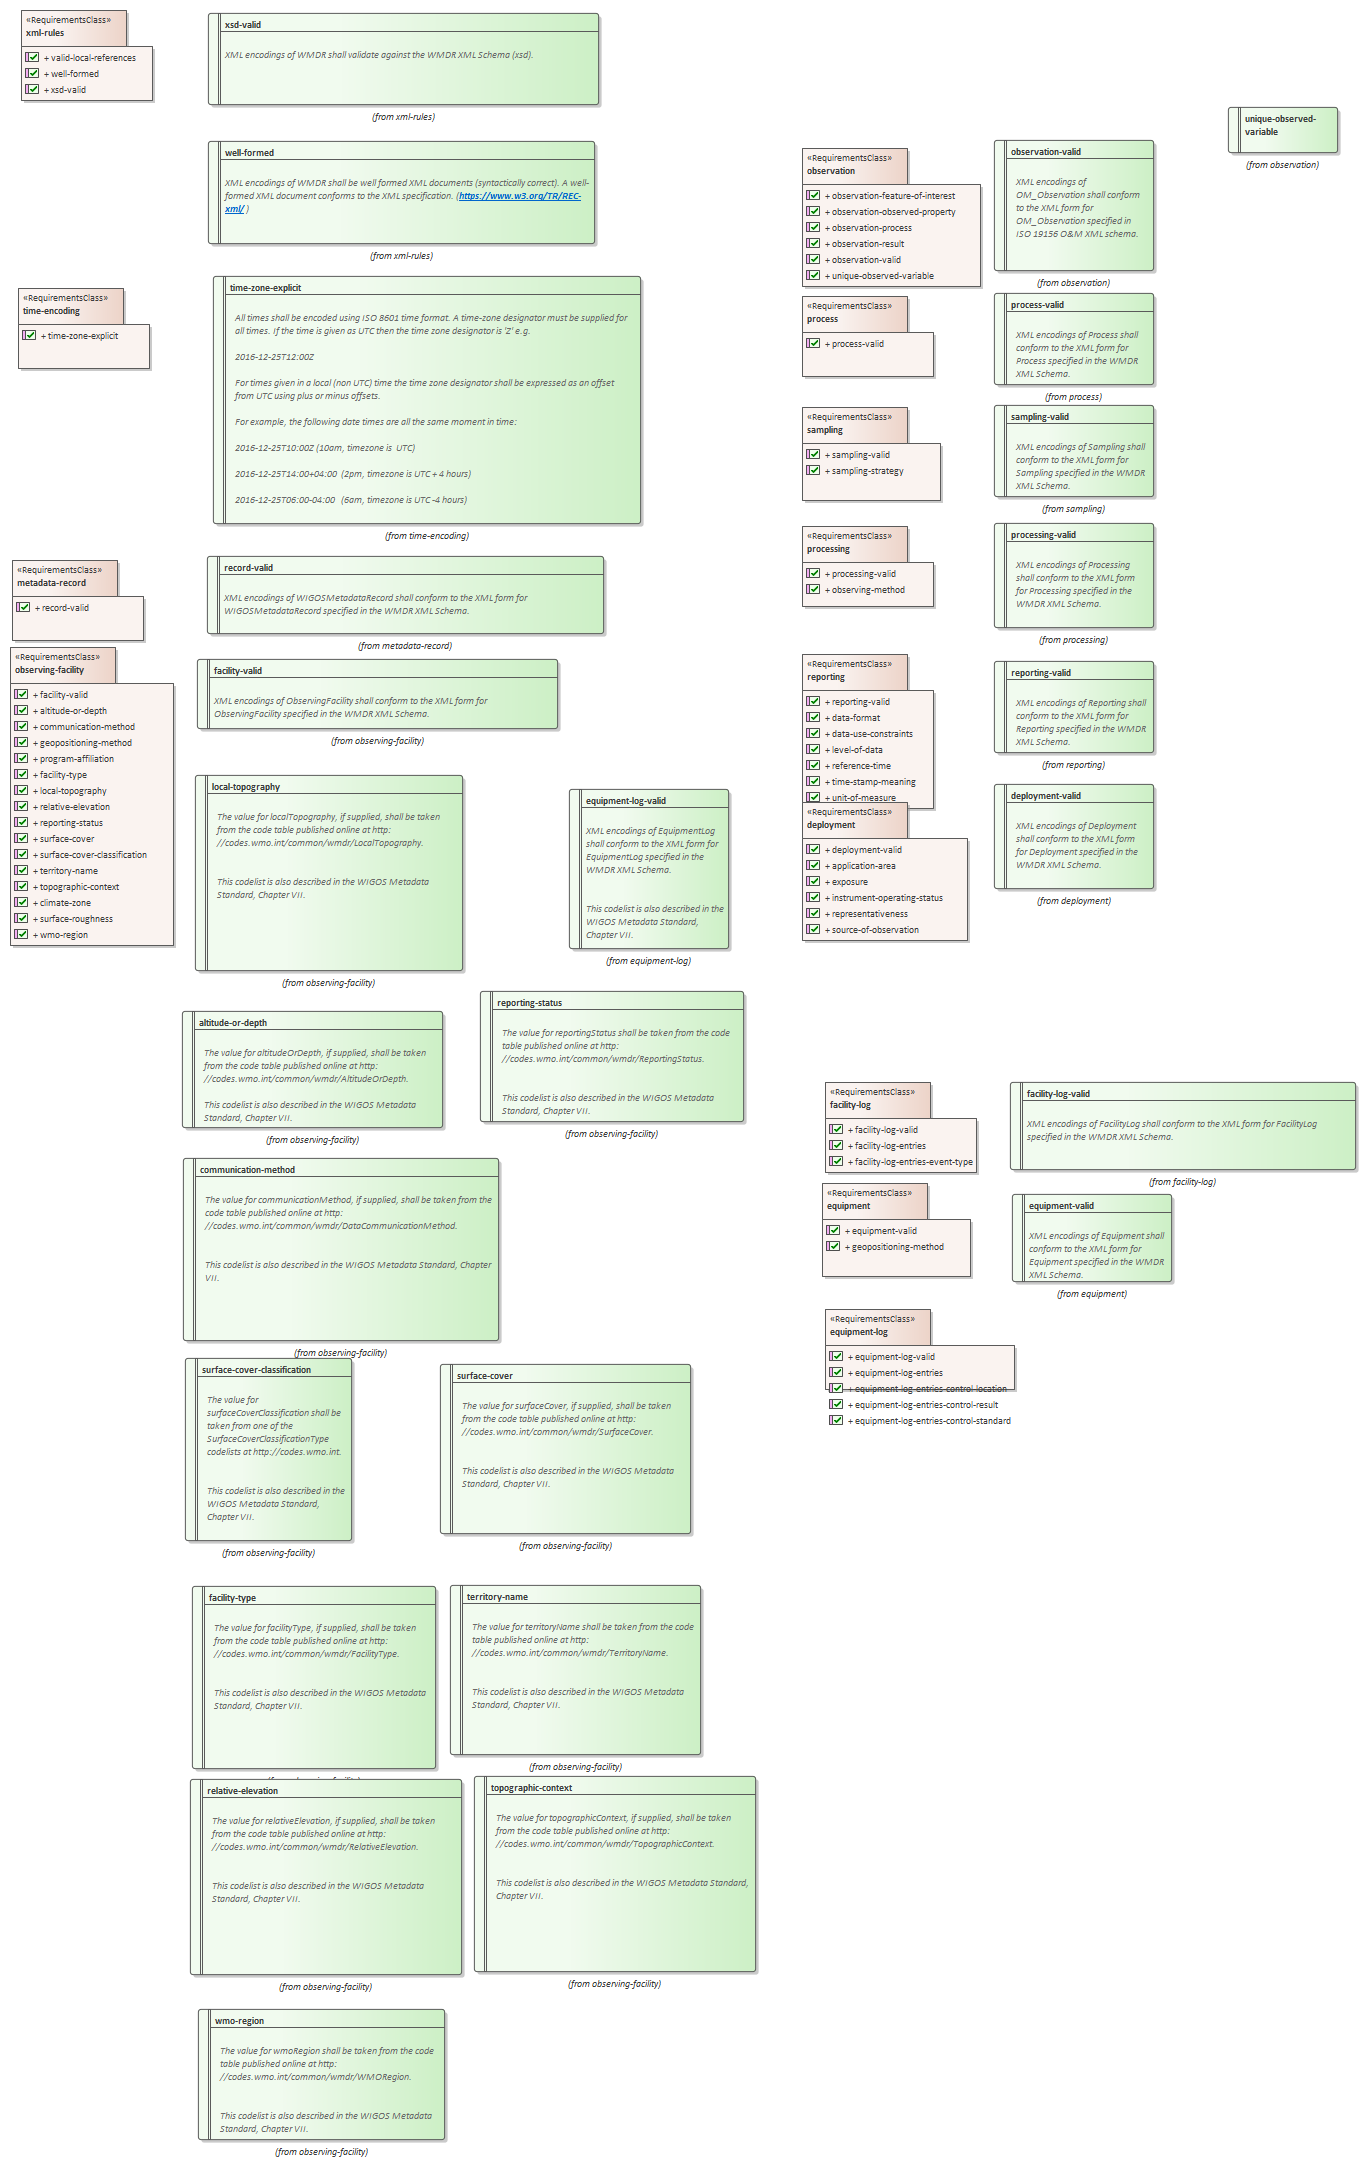 «RequirementsClass»
xml-rules
+ valid-local-references
+ well-formed
+ xsd-valid
xsd-valid
XML encodings of WMDR shall validate against the WMDR XML Schema (xsd).
(from xml-rules)
well-formed
XML encodings of WMDR shall be well formed XML documents (syntactically correct). A well-
formed XML document conforms to the XML specification. (https://www.w3.org/TR/REC-
xml/ )
(from xml-rules)
«RequirementsClass»
time-encoding
+ time-zone-explicit
time-zone-explicit
All times shall be encoded using ISO 8601 time format. A time-zone designator must be supplied for
all times. If the time is given as UTC then the time zone designator is 'Z' e.g.
2016-12-25T12:00Z
For times given in a local (non UTC) time the time zone designator shall be expressed as an offset
from UTC using plus or minus offsets.
For example, the following date times are all the same moment in time:
2016-12-25T10:00Z (10am, timezone is  UTC)
2016-12-25T14:00+04:00  (2pm, timezone is UTC + 4 hours)
2016-12-25T06:00-04:00  (6am, timezone is UTC -4 hours)
(from time-encoding)
«RequirementsClass»
metadata-record
+ record-valid
record-valid
XML encodings of WIGOSMetadataRecord shall conform to the XML form for
WIGOSMetadataRecord specified in the WMDR XML Schema.
(from metadata-record)
«RequirementsClass»
observing-facility
+ facility-valid
+ altitude-or-depth
+ communication-method
+ geopositioning-method
+ program-affiliation
+ facility-type
+ local-topography
+ relative-elevation
+ reporting-status
+ surface-cover
+ surface-cover-classification
+ territory-name
+ topographic-context
+ climate-zone
+ surface-roughness
+ wmo-region
facility-valid
XML encodings of ObservingFacility shall conform to the XML form for
ObservingFacility specified in the WMDR XML Schema.
(from observing-facility)
local-topography
The value for localTopography, if supplied, shall be taken
from the code table published online at http:
//codes.wmo.int/common/wmdr/LocalTopography.
This codelist is also described in the WIGOS Metadata
Standard, Chapter VII.
(from observing-facility)
equipment-log-valid
XML encodings of EquipmentLog
shall conform to the XML form for
EquipmentLog specified in the
WMDR XML Schema.
This codelist is also described in the
WIGOS Metadata Standard,
Chapter VII.
(from equipment-log)
altitude-or-depth
The value for altitudeOrDepth, if supplied, shall be taken
from the code table published online at http:
//codes.wmo.int/common/wmdr/AltitudeOrDepth.
This codelist is also described in the WIGOS Metadata
Standard, Chapter VII.
(from observing-facility)
reporting-status
The value for reportingStatus shall be taken from the code
table published online at http:
//codes.wmo.int/common/wmdr/ReportingStatus.
This codelist is also described in the WIGOS Metadata
Standard, Chapter VII.
(from observing-facility)
communication-method
The value for communicationMethod, if supplied, shall be taken from the
code table published online at http:
//codes.wmo.int/common/wmdr/DataCommunicationMethod.
This codelist is also described in the WIGOS Metadata Standard, Chapter
VII.
(from observing-facility)
surface-cover-classification
The value for
surfaceCoverClassification shall be
taken from one of the
SurfaceCoverClassificationType
codelists at http://codes.wmo.int.
This codelist is also described in the
WIGOS Metadata Standard,
Chapter VII.
(from observing-facility)
surface-cover
The value for surfaceCover, if supplied, shall be taken
from the code table published online at http:
//codes.wmo.int/common/wmdr/SurfaceCover.
This codelist is also described in the WIGOS Metadata
Standard, Chapter VII.
(from observing-facility)
facility-type
The value for facilityType, if supplied, shall be taken
from the code table published online at http:
//codes.wmo.int/common/wmdr/FacilityType.
This codelist is also described in the WIGOS Metadata
Standard, Chapter VII.
territory-name
The value for territoryName shall be taken from the code
table published online at http:
//codes.wmo.int/common/wmdr/TerritoryName.
This codelist is also described in the WIGOS Metadata
Standard, Chapter VII.
(from observing-facility)
relative-elevation
The value for relativeElevation, if supplied, shall be taken
from the code table published online at http:
//codes.wmo.int/common/wmdr/RelativeElevation.
This codelist is also described in the WIGOS Metadata
Standard, Chapter VII.
(from observing-facility)
topographic-context
The value for topographicContext, if supplied, shall be taken
from the code table published online at http:
//codes.wmo.int/common/wmdr/TopographicContext.
This codelist is also described in the WIGOS Metadata Standard,
Chapter VII.
(from observing-facility)
wmo-region
The value for wmoRegion shall be taken from the code
table published online at http:
//codes.wmo.int/common/wmdr/WMORegion.
This codelist is also described in the WIGOS Metadata
Standard, Chapter VII.
(from observing-facility)
unique-observed-
variable
(from observation)
«RequirementsClass»
observation
+ observation-feature-of-interest
+ observation-observed-property
+ observation-process
+ observation-result
+ observation-valid
+ unique-observed-variable
observation-valid
XML encodings of
OM_Observation shall conform
to the XML form for
OM_Observation specified in
ISO 19156 O&M XML schema.
(from observation)
«RequirementsClass»
process
+ process-valid
process-valid
XML encodings of Process shall
conform to the XML form for
Process specified in the WMDR
XML Schema.
(from process)
«RequirementsClass»
sampling
+ sampling-valid
+ sampling-strategy
sampling-valid
XML encodings of Sampling shall
conform to the XML form for
Sampling specified in the WMDR
XML Schema.
(from sampling)
«RequirementsClass»
processing
+ processing-valid
+ observing-method
processing-valid
XML encodings of Processing
shall conform to the XML form
for Processing specified in the
WMDR XML Schema.
(from processing)
«RequirementsClass»
reporting
+ reporting-valid
+ data-format
+ data-use-constraints
+ level-of-data
+ reference-time
+ time-stamp-meaning
+ unit-of-measure
reporting-valid
XML encodings of Reporting shall
conform to the XML form for
Reporting specified in the WMDR
XML Schema.
(from reporting)
«RequirementsClass»
deployment
+ deployment-valid
+ application-area
+ exposure
+ instrument-operating-status
+ representativeness
+ source-of-observation
deployment-valid
XML encodings of Deployment
shall conform to the XML form
for Deployment specified in the
WMDR XML Schema.
(from deployment)
«RequirementsClass»
facility-log
+ facility-log-valid
+ facility-log-entries
+ facility-log-entries-event-type
facility-log-valid
XML encodings of FacilityLog shall conform to the XML form for FacilityLog
specified in the WMDR XML Schema.
(from facility-log)
«RequirementsClass»
equipment
+ equipment-valid
+ geopositioning-method
equipment-valid
XML encodings of Equipment shall
conform to the XML form for
Equipment specified in the WMDR
XML Schema.
(from equipment)
«RequirementsClass»
equipment-log
+ equipment-log-valid
+ equipment-log-entries
+ equipment-log-entries-control-location
+ equipment-log-entries-control-result
+ equipment-log-entries-control-standard